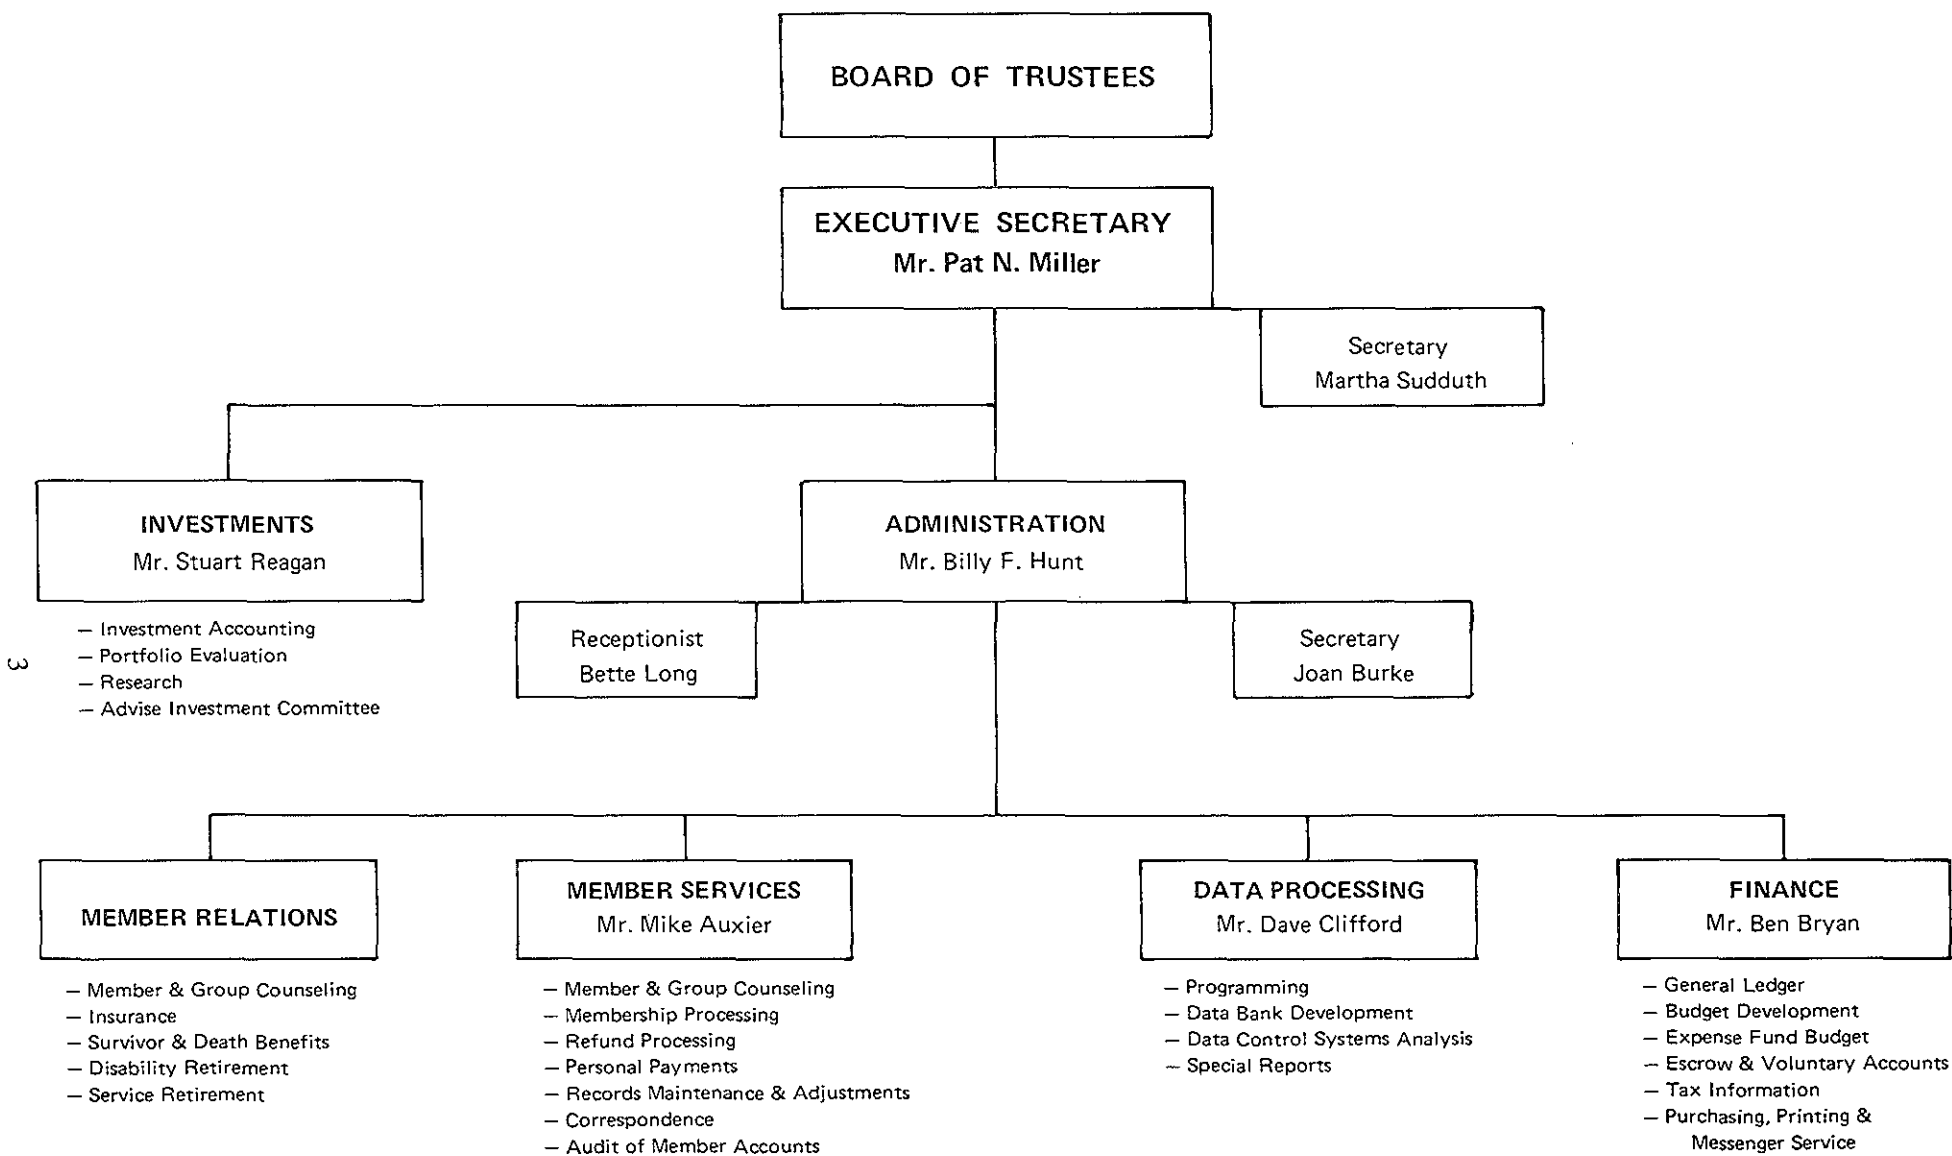 BOARD OF TRUSTEES
EXECUTIVE SECRETARY
Mr. Pat N. Miller
Secretary
Martha Sudduth
INVESTMENTS
Mr. Stuart Reagan
— Investment Accounting
— Portfolio Evaluation
— Research
— Advise Investment Committee
ADMINISTRATION
Mr. Billy F. Hunt
Receptionist
Bette Long
Secretary
Joan Burke
3
MEMBER RELATIONS
— Member & Group Counseling
— Insurance
— Survivor & Death Benefits
— Disability Retirement
— Service Retirement
MEMBER SERVICES
Mr. Mike Auxier
— Member & Group Counseling
— Membership Processing
— Refund Processing
— Personal Payments
— Records Maintenance & Adjustments
— Correspondence
— Audit of Member Accounts
DATA PROCESSING
Mr. Dave Clifford
— Programming
— Data Bank Development
— Data Control Systems Analysis
— Special Reports
FINANCE
Mr. Ben Bryan
— General Ledger
— Budget Development
— Expense Fund Budget
— Escrow & Voluntary Accounts
— Tax Information
— Purchasing, Printing &
Messenger Service